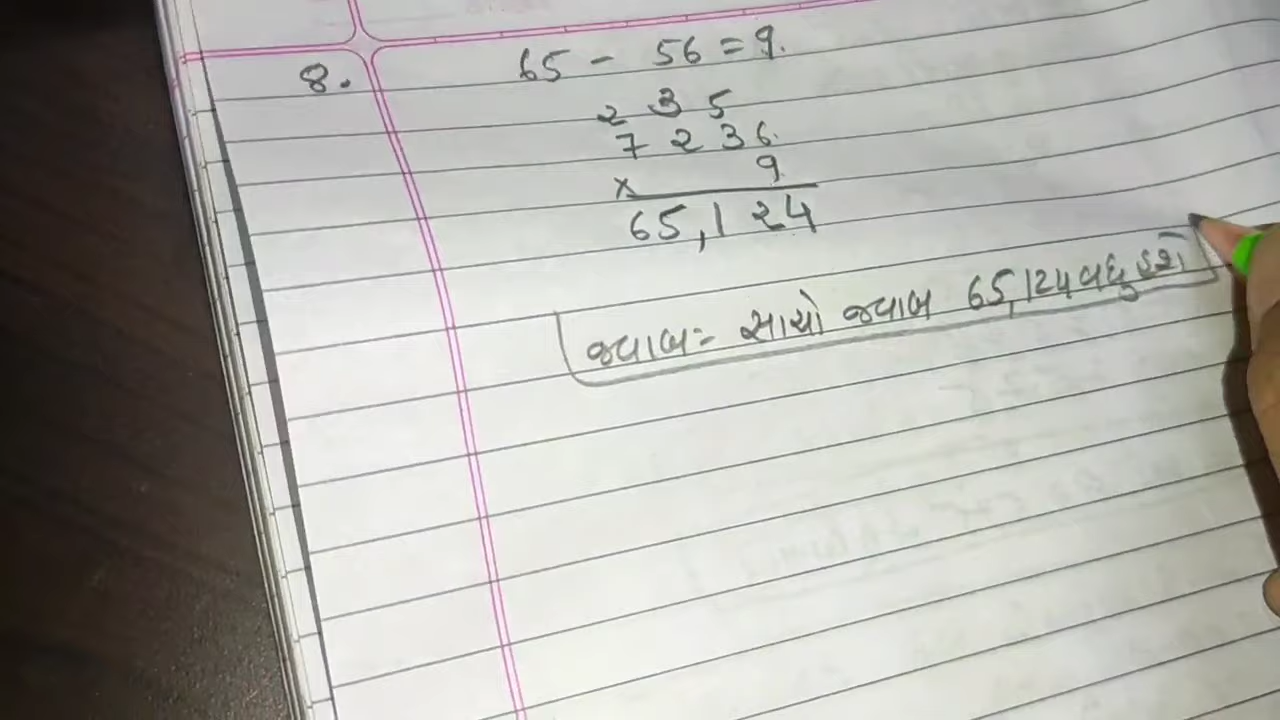 8.
65 - 56 = 9.
2 3 5
7 2 3 6
× 9
65,124
જવાબ:- સાચો જવાબ 65,124 વધુ હશે